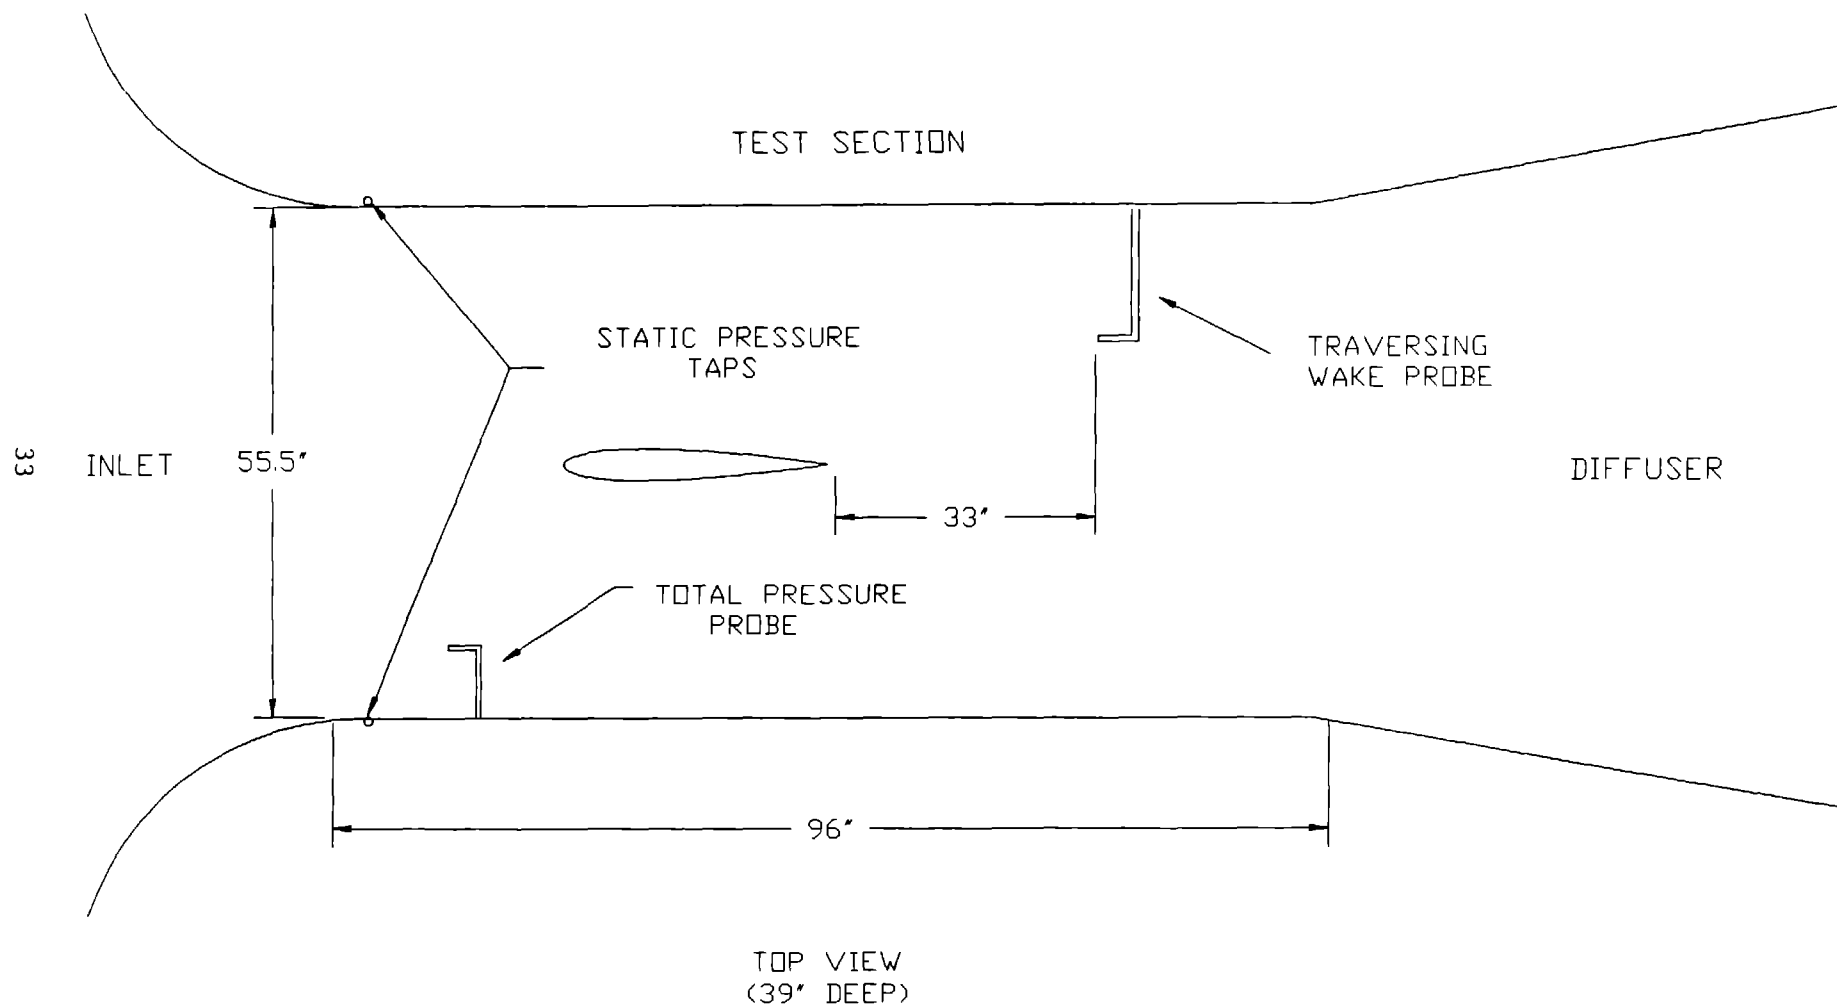 TEST SECTION
STATIC PRESSURE
TAPS
TRAVERSING
WAKE PROBE
33
INLET
55.5"
DIFFUSER
33"
TOTAL PRESSURE
PROBE
96"
TOP VIEW
(39" DEEP)